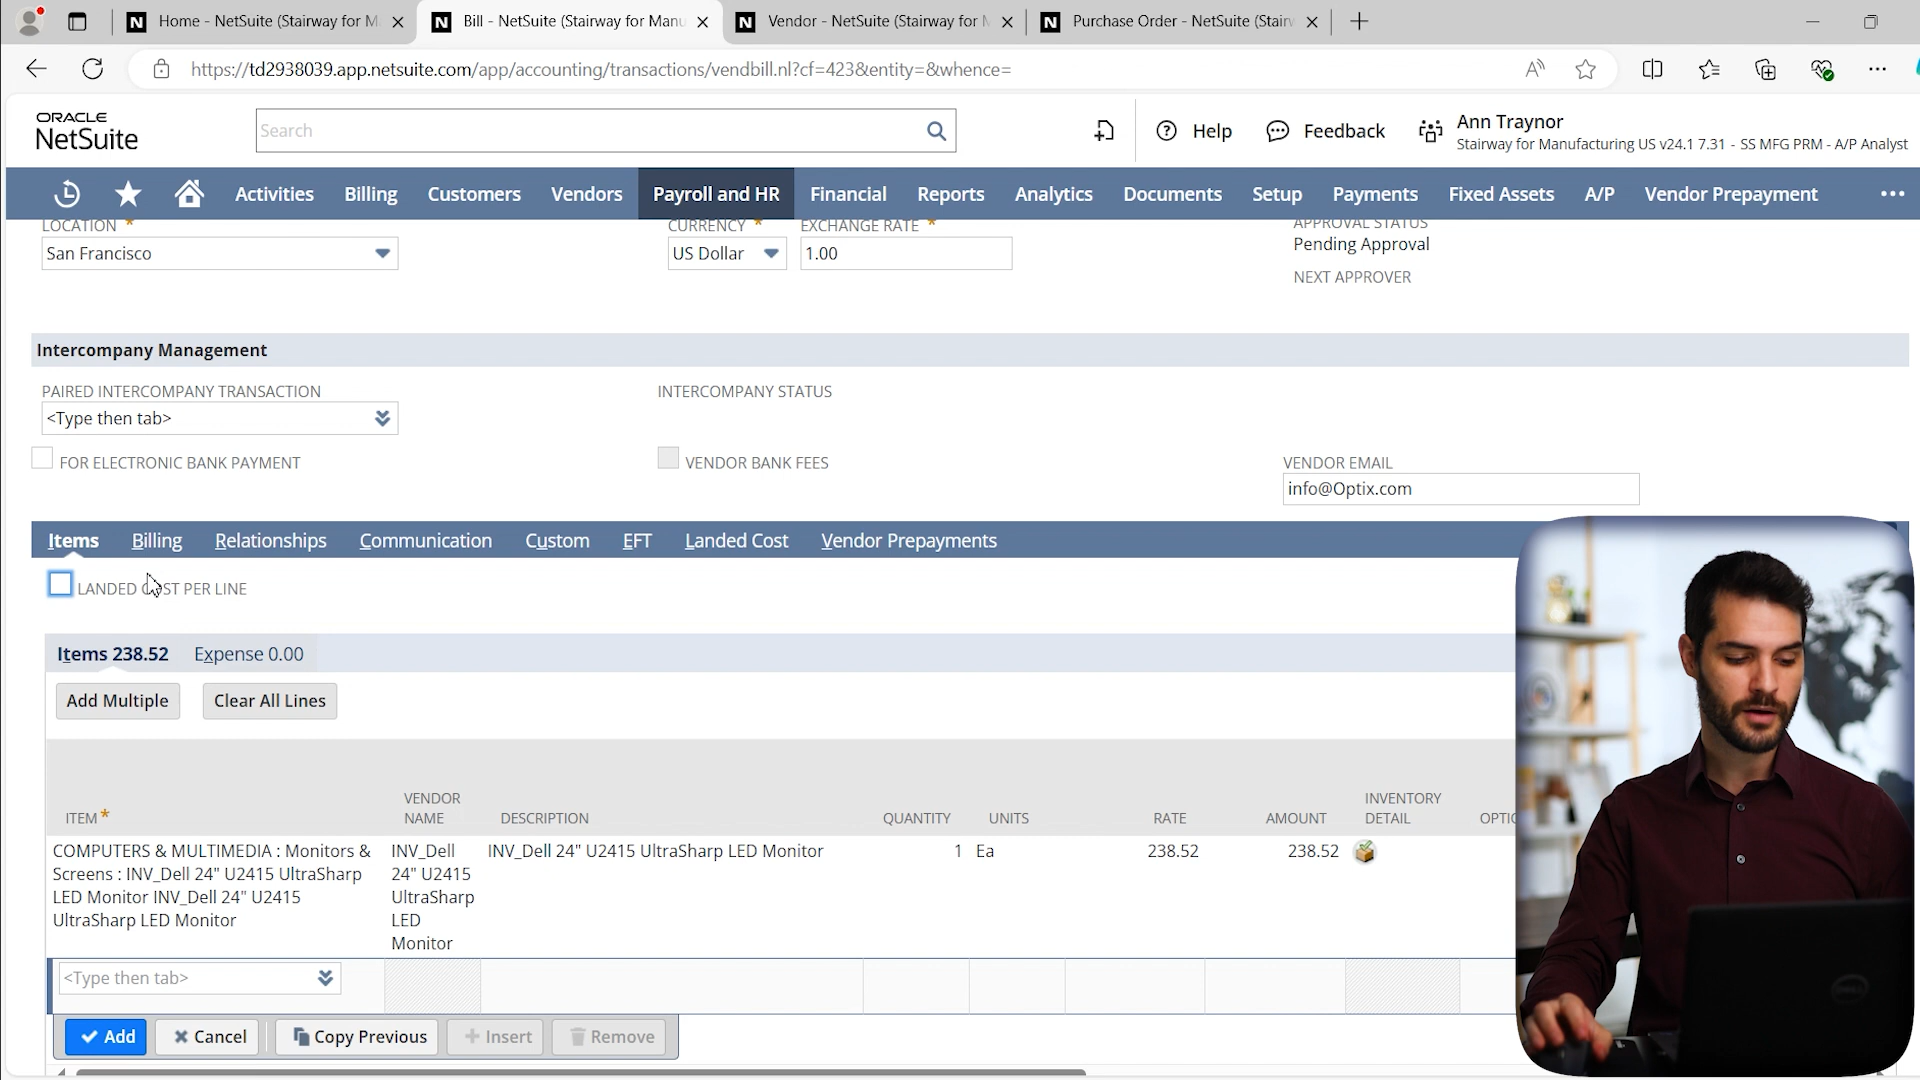 Home - NetSuite (Stairway for M
Bill - NetSuite (Stairway for Manu
Vendor - NetSuite (Stairway for M
Purchase Order - NetSuite (Stairw
https://td2938039.app.netsuite.com/app/accounting/transactions/vendbill.nl?cf=423&entity=&whence=
ORACLE
NetSuite
Search
Help
Feedback
Ann Traynor
Stairway for Manufacturing US v24.1 7.31 - SS MFG PRM - A/P Analyst
Activities Billing Customers Vendors Payroll and HR Financial Reports Analytics Documents Setup Payments Fixed Assets A/P Vendor Prepayment
LOCATION *
San Francisco
CURRENCY *
US Dollar
EXCHANGE RATE *
1.00
APPROVAL STATUS
Pending Approval
NEXT APPROVER
Intercompany Management
PAIRED INTERCOMPANY TRANSACTION
<Type then tab>
INTERCOMPANY STATUS
FOR ELECTRONIC BANK PAYMENT
VENDOR BANK FEES
VENDOR EMAIL
info@Optix.com
Items Billing Relationships Communication Custom EFT Landed Cost Vendor Prepayments
LANDED COST PER LINE
Items 238.52 Expense 0.00
Add Multiple Clear All Lines
ITEM * VENDOR NAME DESCRIPTION QUANTITY UNITS RATE AMOUNT INVENTORY DETAIL
COMPUTERS & MULTIMEDIA : Monitors &
Screens : INV_Dell 24" U2415 UltraSharp
LED Monitor INV_Dell 24" U2415
UltraSharp LED Monitor
INV_Dell
24" U2415
UltraSharp
LED
Monitor
INV_Dell 24" U2415 UltraSharp LED Monitor
1 Ea 238.52 238.52
<Type then tab>
Add Cancel Copy Previous Insert Remove
DELL